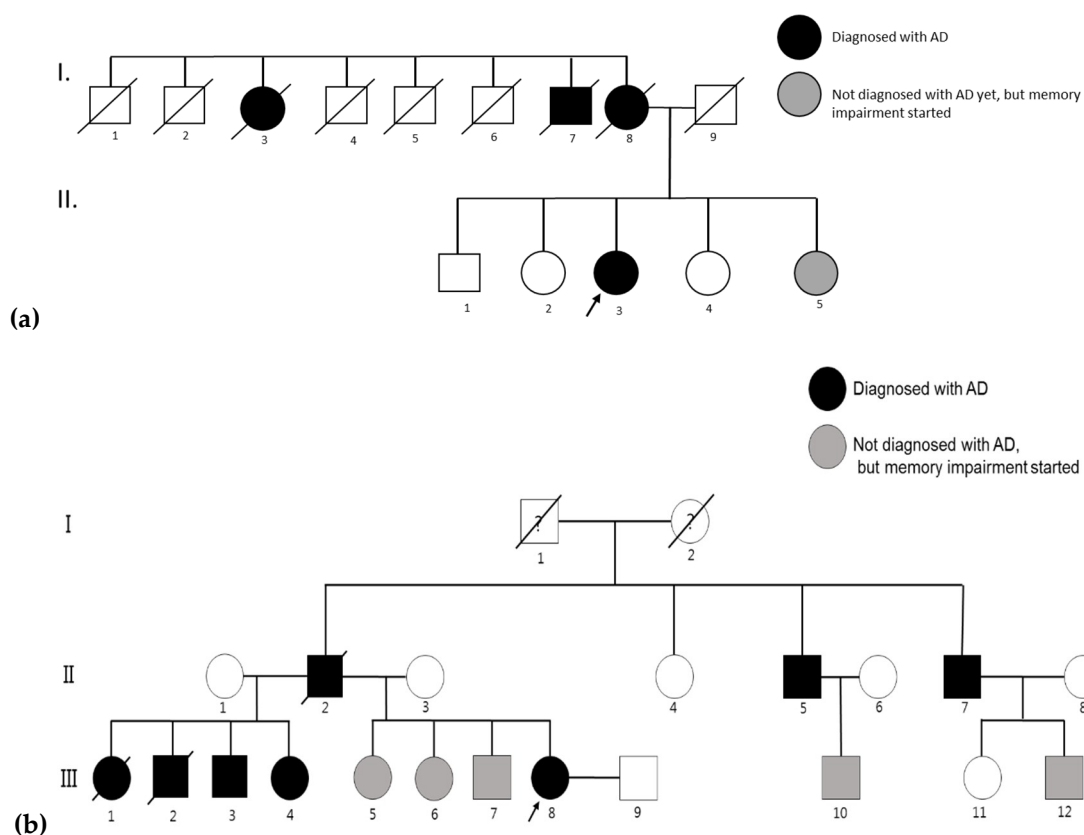 Diagnosed with AD
I.
Not diagnosed with AD yet, but memory
impairment started
1 2 3 4 5 6 7 8 9
II.
1 2 3 4 5
(a)
Diagnosed with AD
Not diagnosed with AD,
but memory impairment started
I
? ?
1 2
II
1 2 3 4 5 6 7 8
III
1 2 3 4 5 6 7 8 9 10 11 12
(b)